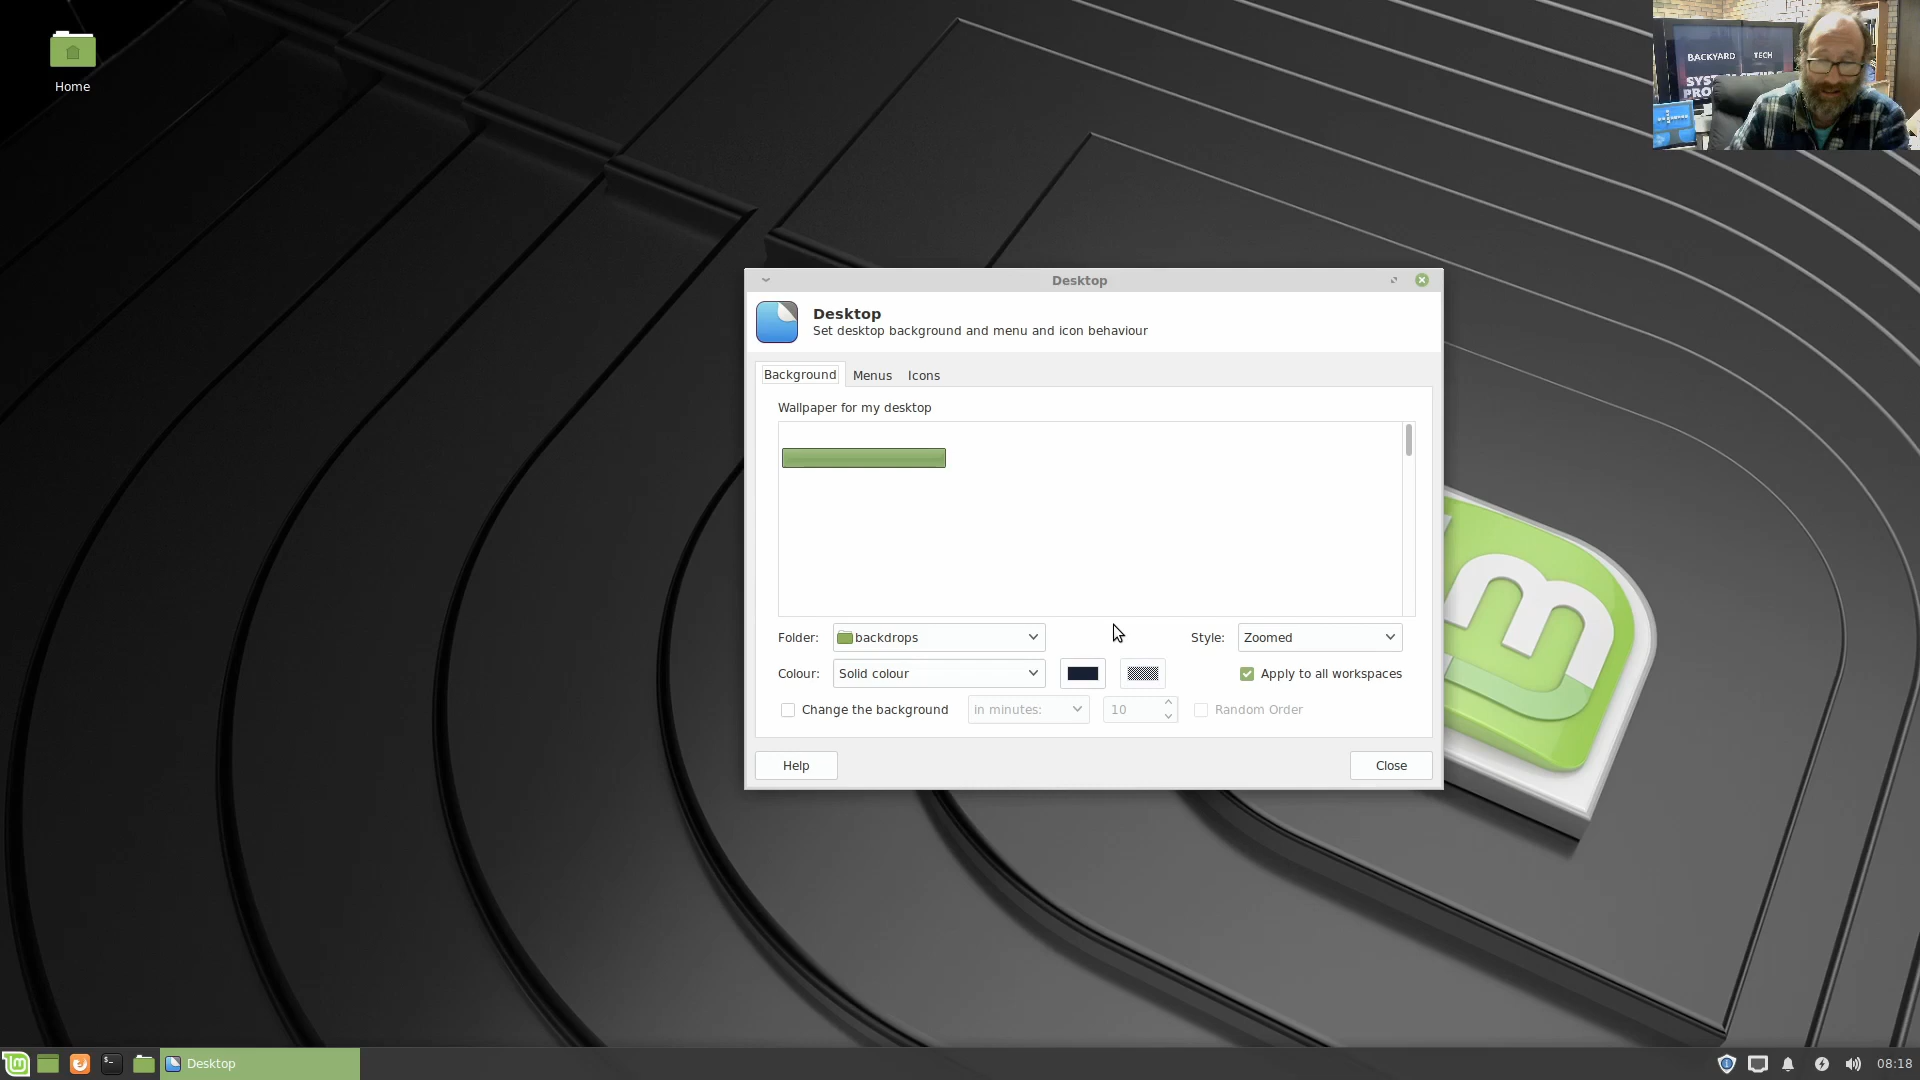 Home
BACKYARD TECH
Desktop
Desktop
Set desktop background and menu and icon behaviour
Background Menus Icons
Wallpaper for my desktop
Folder: backdrops Style: Zoomed
Colour: Solid colour Apply to all workspaces
Change the background in minutes: 10 Random Order
Help Close
Desktop 08:18